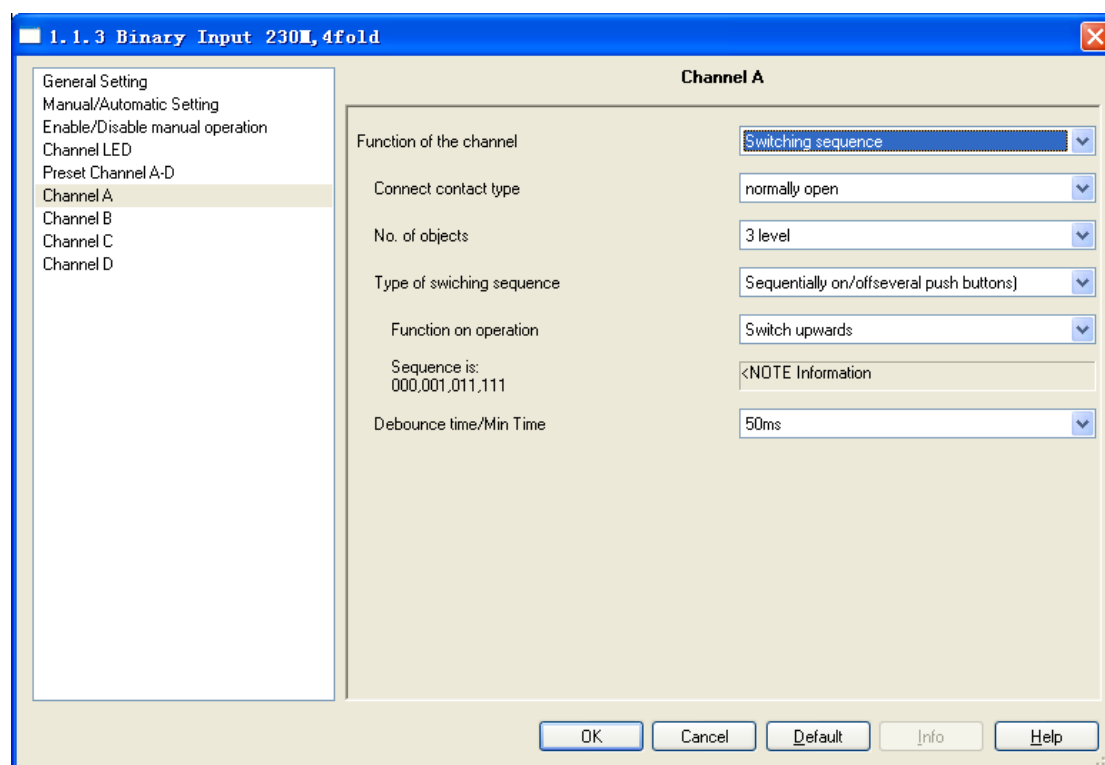 1.1.3 Binary Input 230M,4fold
General Setting
Manual/Automatic Setting
Enable/Disable manual operation
Channel LED
Preset Channel A-D
Channel A
Channel B
Channel C
Channel D
Channel A
Function of the channel
Switching sequence
Connect contact type
normally open
No. of objects
3 level
Type of swiching sequence
Sequentially on/offseveral push buttons)
Function on operation
Switch upwards
Sequence is:
000,001,011,111
<NOTE Information
Debounce time/Min Time
50ms
OK
Cancel
Default
Info
Help